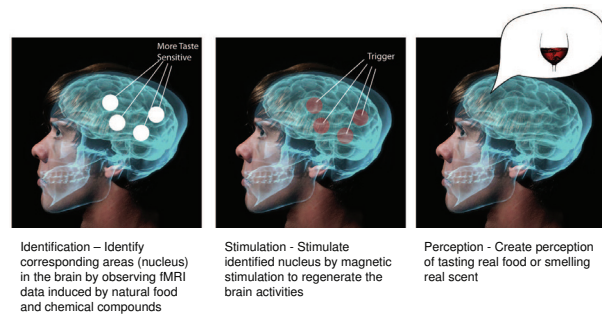 More Taste
Sensitive
Trigger
Identification – Identify
corresponding areas (nucleus)
in the brain by observing fMRI
data induced by natural food
and chemical compounds
Stimulation - Stimulate
identified nucleus by magnetic
stimulation to regenerate the
brain activities
Perception - Create perception
of tasting real food or smelling
real scent